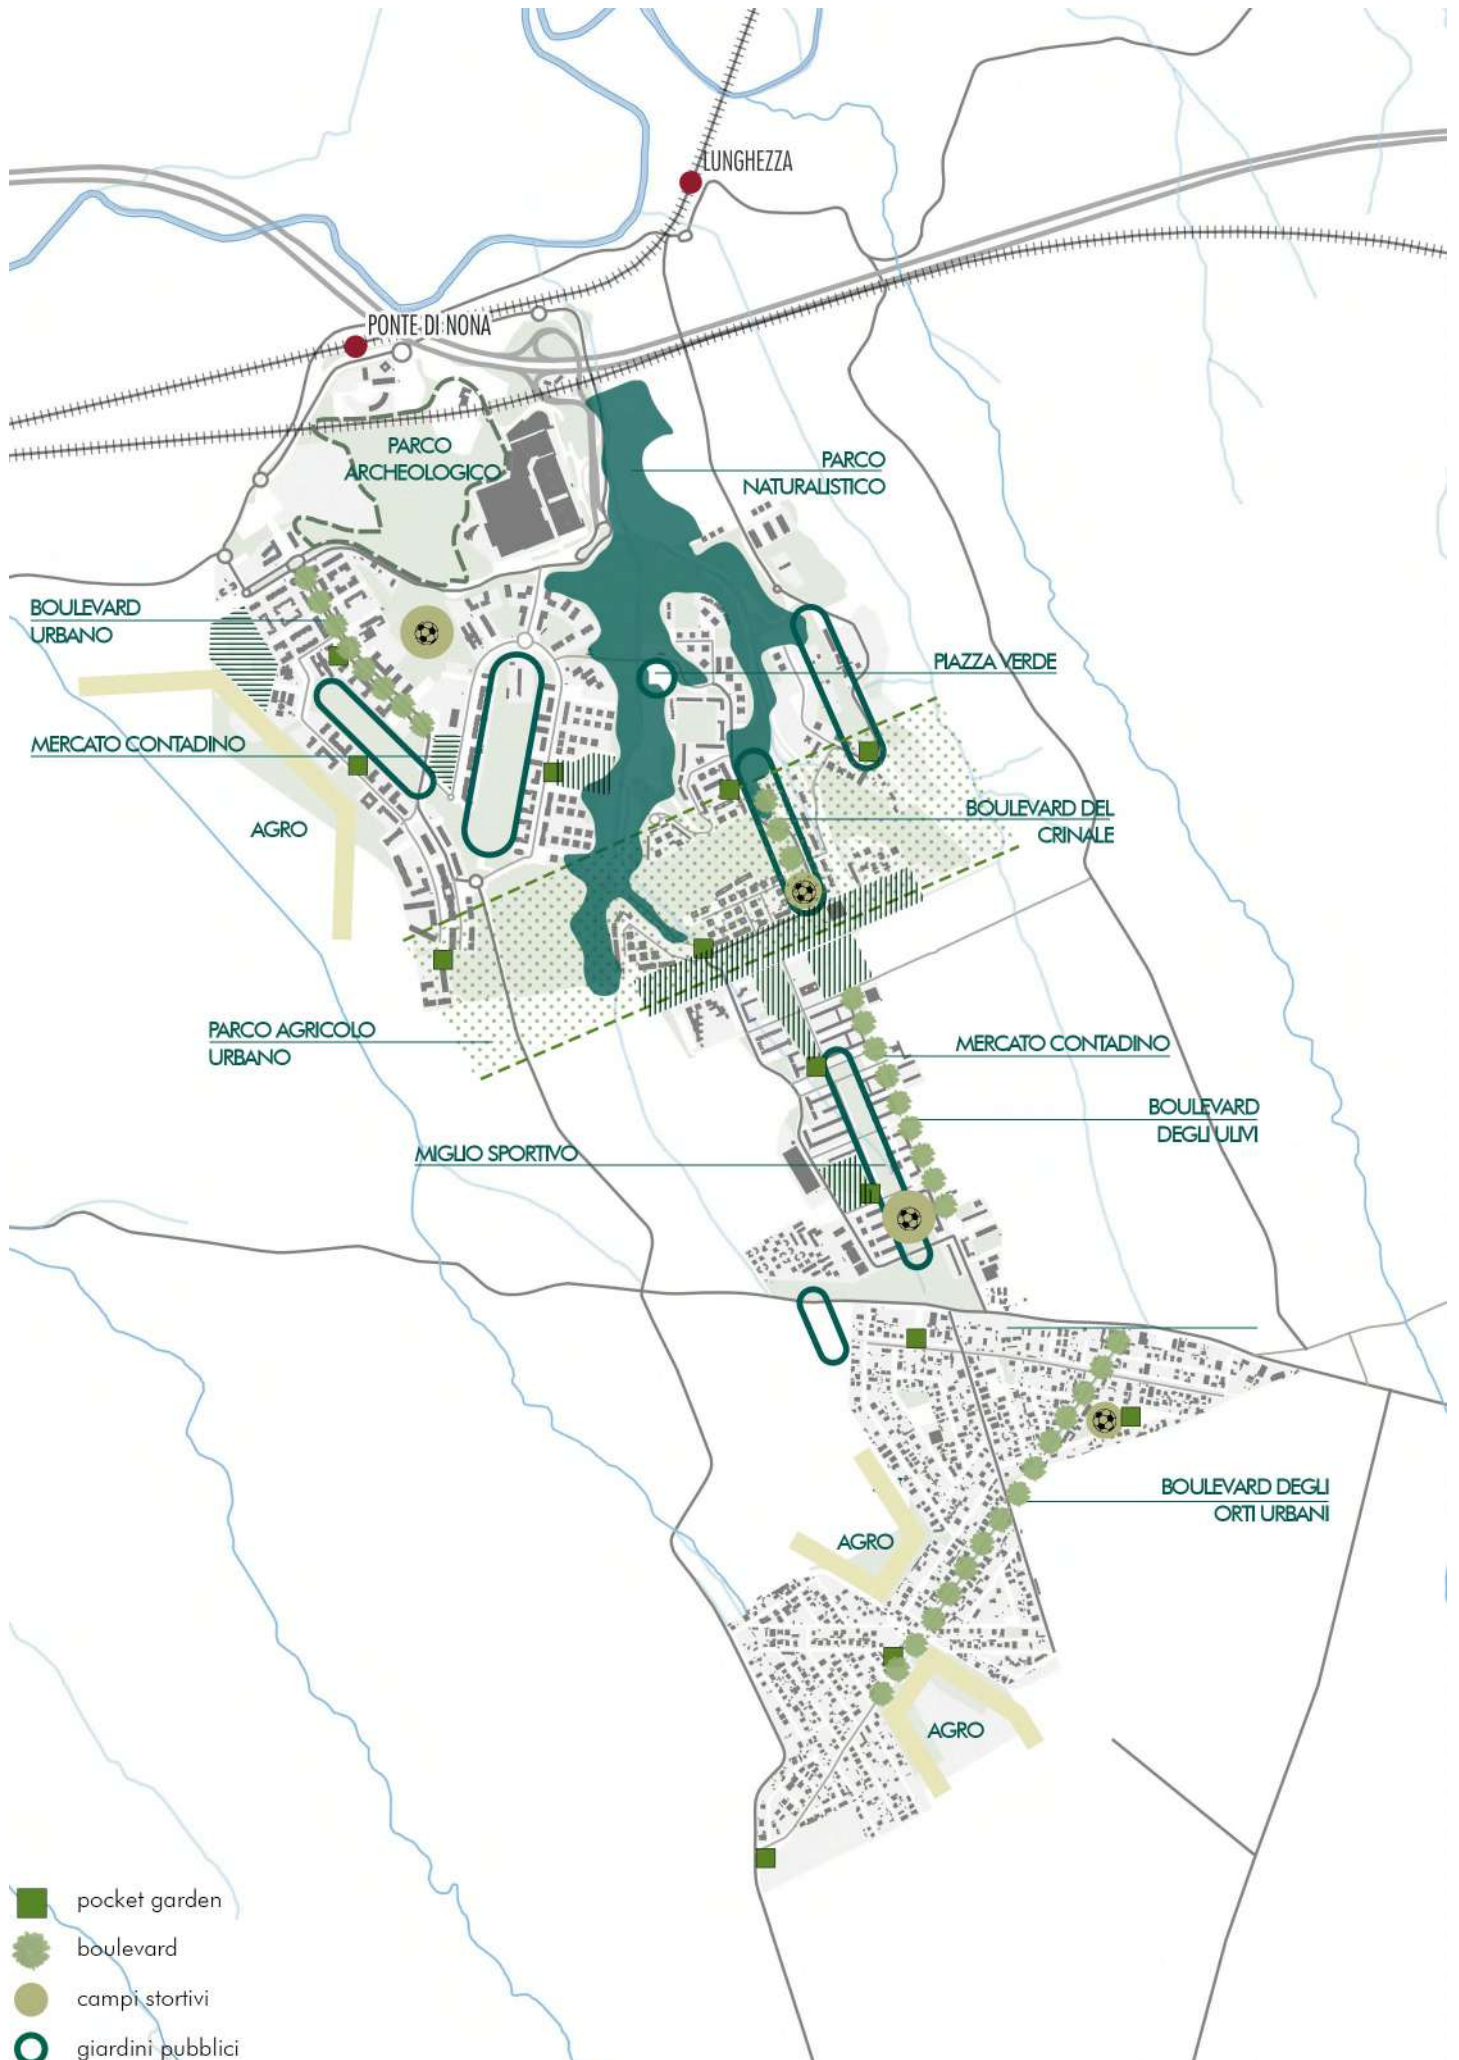 LUNGHEZZA
PONTE DI NONA
PARCO
ARCHEOLOGICO
PARCO
NATURALISTICO
BOULEVARD
URBANO
PIAZZA VERDE
MERCATO CONTADINO
AGRO
BOULEVARD DEL
CRINALE
PARCO AGRICOLO
URBANO
MERCATO CONTADINO
BOULEVARD
DEGLI ULIVI
MIGLIO SPORTIVO
BOULEVARD DEGLI
ORTI URBANI
AGRO
AGRO
pocket garden
boulevard
campi stortivi
giardini pubblici